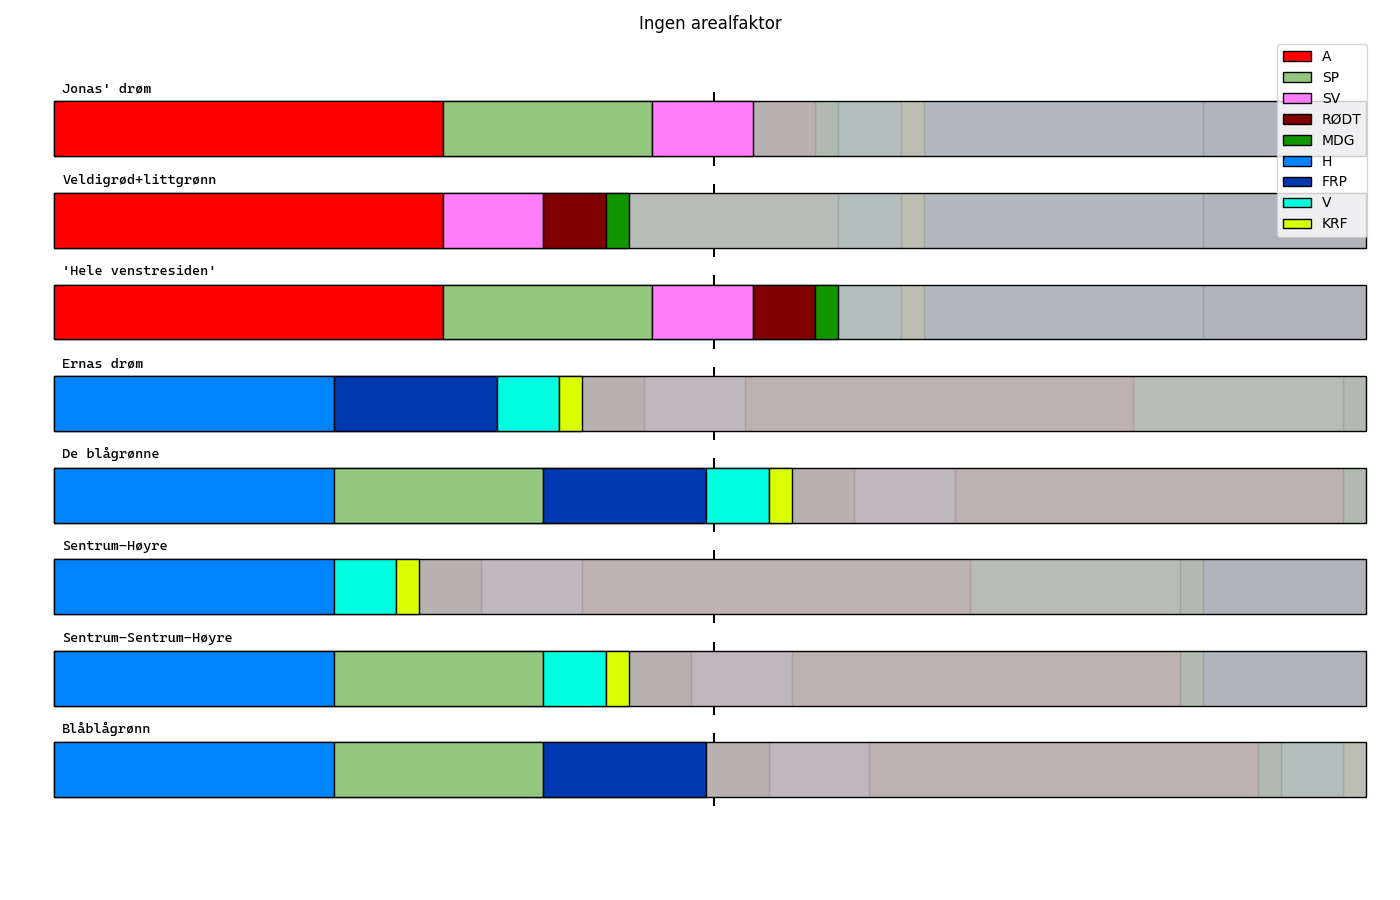 Ingen arealfaktor
A
SP
SV
RØDT
MDG
H
FRP
V
KRF
Jonas' drøm
Veldigrød+littgrønn
'Hele venstresiden'
Ernas drøm
De blågrønne
Sentrum-Høyre
Sentrum-Sentrum-Høyre
Blåblågrønn